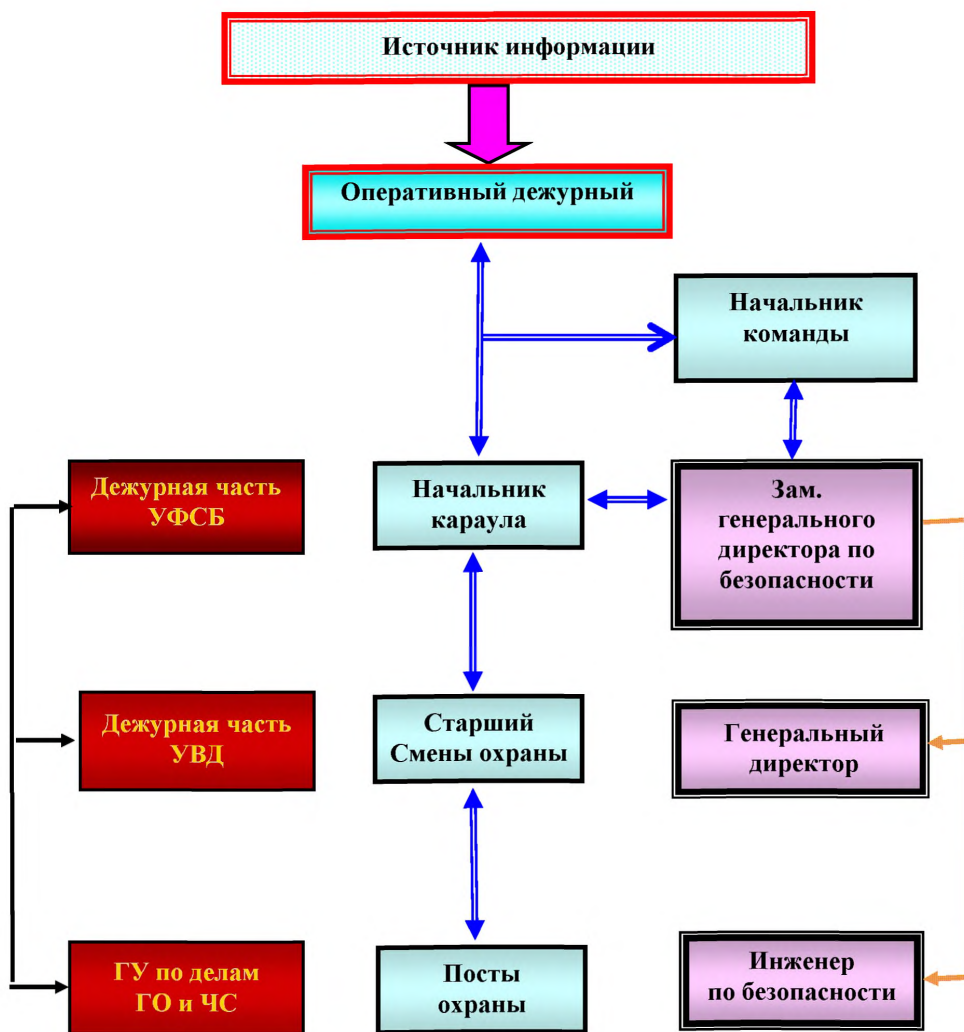 Источник информации
Оперативный дежурный
Начальник
команды
Дежурная часть
УФСБ
Начальник
караула
Зам.
генерального
директора по
безопасности
Дежурная часть
УВД
Старший
Смены охраны
Генеральный
директор
ГУ по делам
ГО и ЧС
Посты
охраны
Инженер
по безопасности